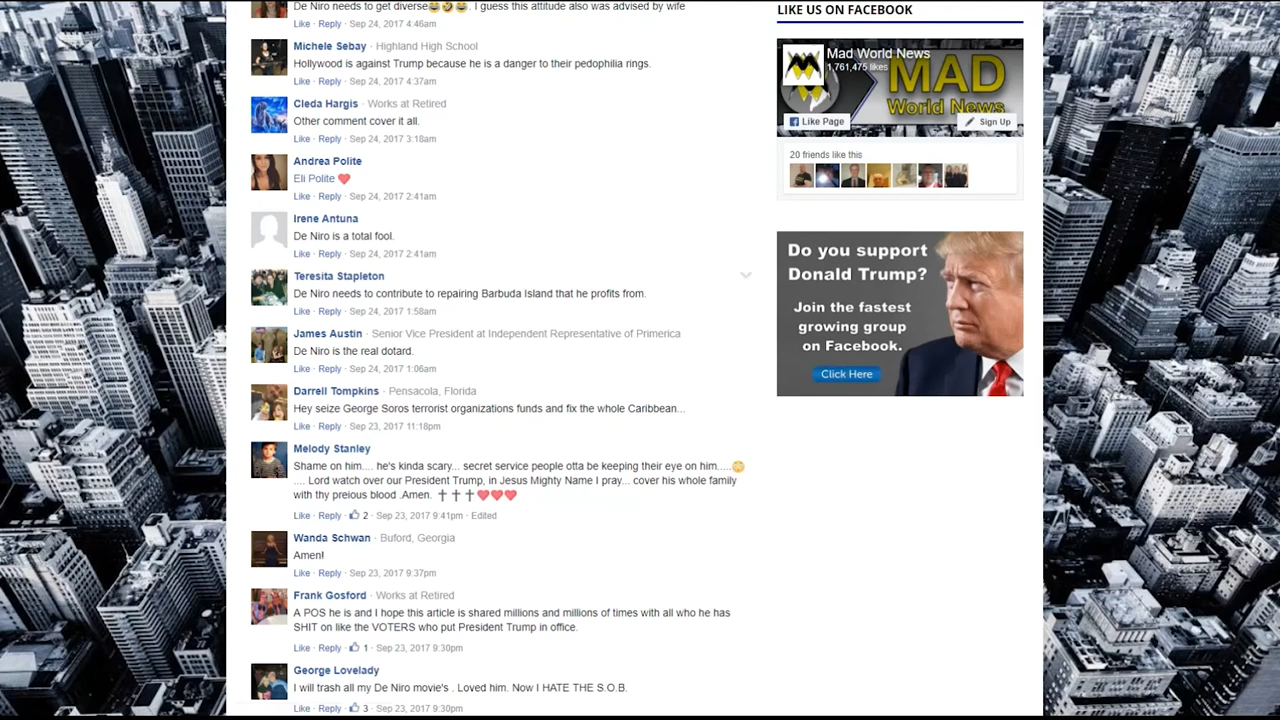 De Niro needs to get diverse😂🤣😂. I guess this attitude also was advised by wife
Like · Reply · Sep 24, 2017 4:46am
Michele Sebay · Highland High School
Hollywood is against Trump because he is a danger to their pedophilia rings.
Like · Reply · Sep 24, 2017 4:37am
Cleda Hargis · Works at Retired
Other comment cover it all.
Like · Reply · Sep 24, 2017 3:18am
Andrea Polite
Eli Polite ❤
Like · Reply · Sep 24, 2017 2:41am
Irene Antuna
De Niro is a total fool.
Like · Reply · Sep 24, 2017 2:41am
Teresita Stapleton
De Niro needs to contribute to repairing Barbuda Island that he profits from.
Like · Reply · Sep 24, 2017 1:58am
James Austin · Senior Vice President at Independent Representative of Primerica
De Niro is the real dotard.
Like · Reply · Sep 24, 2017 1:06am
Darrell Tompkins · Pensacola, Florida
Hey seize George Soros terrorist organizations funds and fix the whole Caribbean...
Like · Reply · Sep 23, 2017 11:18pm
Melody Stanley
Shame on him.... he's kinda scary... secret service people otta be keeping their eye on him.....😳
.... Lord watch over our President Trump, in Jesus Mighty Name I pray... cover his whole family
with thy preious blood .Amen. ✝✝✝❤❤❤
Like · Reply · 2 · Sep 23, 2017 9:41pm · Edited
Wanda Schwan · Buford, Georgia
Amen!
Like · Reply · Sep 23, 2017 9:37pm
Frank Gosford · Works at Retired
A POS he is and I hope this article is shared millions and millions of times with all who he has
SHIT on like the VOTERS who put President Trump in office.
Like · Reply · 1 · Sep 23, 2017 9:30pm
George Lovelady
I will trash all my De Niro movie's . Loved him. Now I HATE THE S.O.B.
Like · Reply · 3 · Sep 23, 2017 9:30pm
LIKE US ON FACEBOOK
Mad World News
1,761,475 likes
MAD
World News
Like Page
Sign Up
20 friends like this
Do you support
Donald Trump?
Join the fastest
growing group
on Facebook.
Click Here